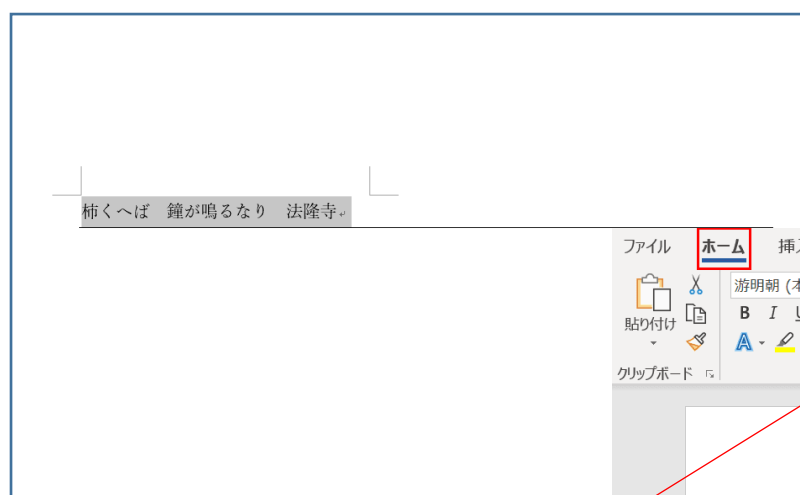 柿くへば　鐘が鳴るなり　法隆寺
ファイル　ホーム　挿
貼り付け
游明朝 (本
B I U
A
クリップボード